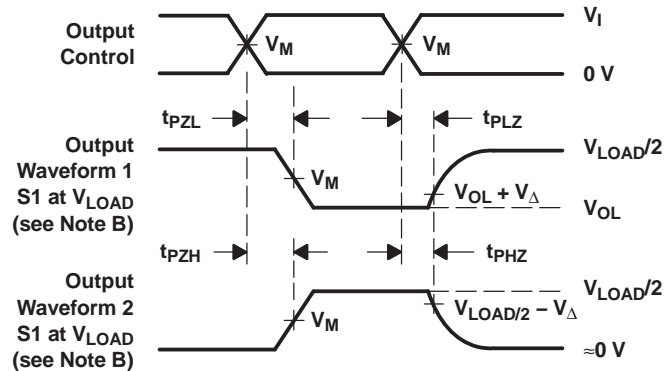 Output
Control
V_M
V_M
V_I
0 V
t_PZL
t_PLZ
Output
Waveform 1
S1 at V_LOAD
(see Note B)
V_M
V_OL + V_Δ
V_LOAD/2
V_OL
t_PZH
t_PHZ
Output
Waveform 2
S1 at V_LOAD
(see Note B)
V_M
V_LOAD/2 – V_Δ
V_LOAD/2
≈0 V